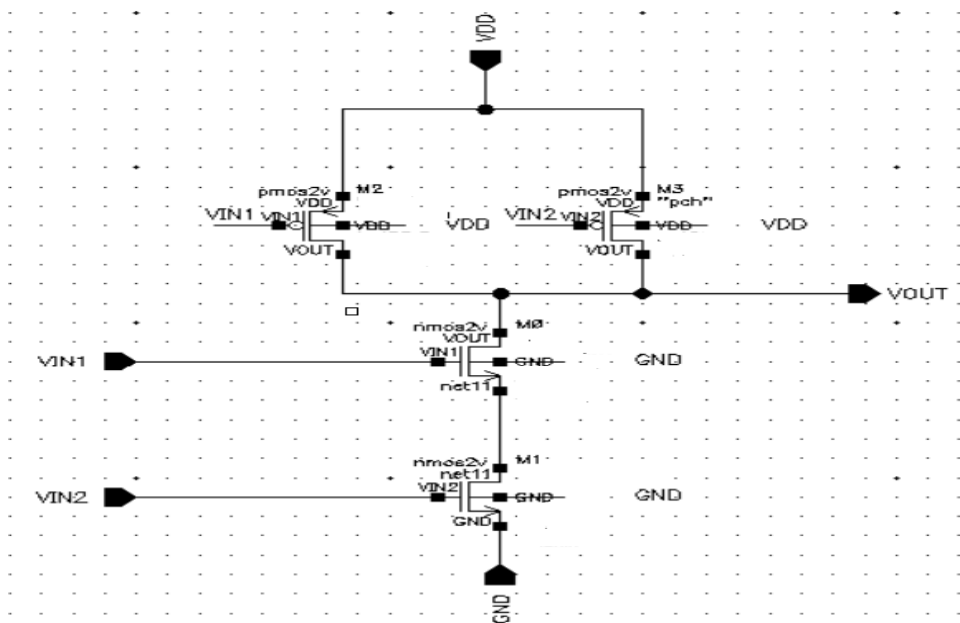 VDD
pmos2v M2
VDD
VIN1 VIN1 VDD VDD
VOUT
pmos2v M3
VDD "pch"
VIN2 VIN2 VDD VDD
VOUT
VOUT
nmos2v M0
VOUT
VIN1 VIN1 GND GND
net11
nmos2v M1
net11
VIN2 VIN2 GND GND
GND
GND